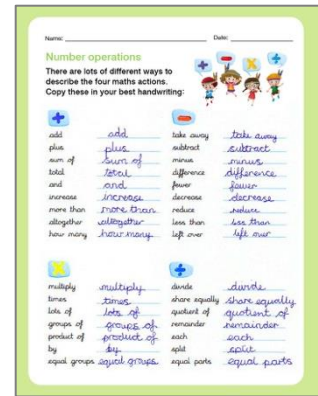 Name: Date:
Number operations
There are lots of different ways to
describe the four maths actions.
Copy these in your best handwriting:
+
add add
plus plus
sum of sum of
total total
and and
increase increase
more than more than
altogether altogether
how many how many
−
take away take away
subtract subtract
minus minus
difference difference
fewer fewer
decrease decrease
reduce reduce
less than less than
left over left over
x
multiply multiply
times times
lots of lots of
groups of groups of
product of product of
by by
equal groups equal groups
÷
divide divide
share equally share equally
quotient of quotient of
remainder remainder
each each
split split
equal parts equal parts